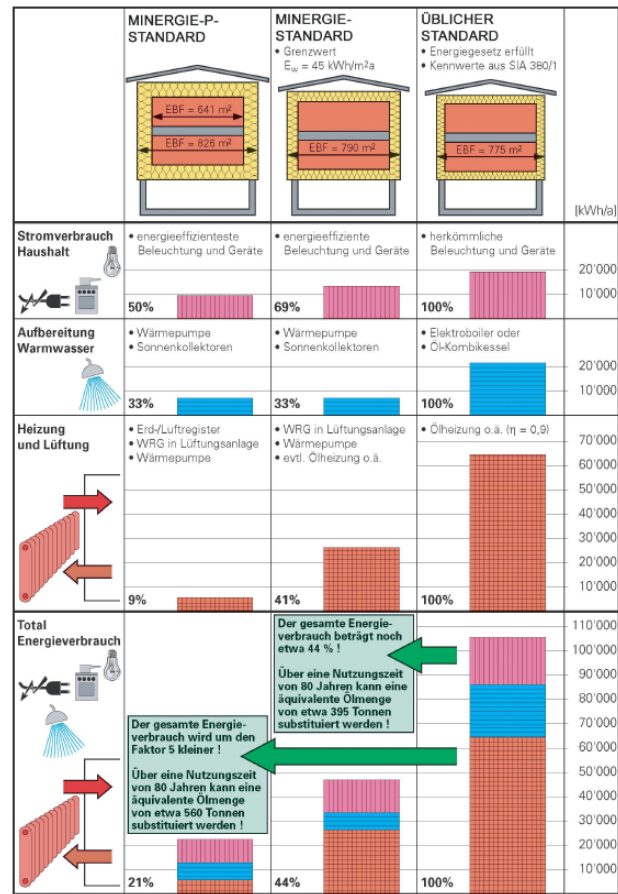 MINERGIE-P-
STANDARD
MINERGIE-
STANDARD
• Grenzwert
E_w = 45 kWh/m²a
ÜBLICHER
STANDARD
• Energiegesetz erfüllt
• Kennwerte aus SIA 380/1
EBF = 641 m²
EBF = 826 m²
EBF = 790 m²
EBF = 775 m²
[kWh/a]
Stromverbrauch
Haushalt
• energieeffizienteste
Beleuchtung und Geräte
50%
• energieeffiziente
Beleuchtung und Geräte
69%
• herkömmliche
Beleuchtung und Geräte
100%
20'000
10'000
Aufbereitung
Warmwasser
• Wärmepumpe
• Sonnenkollektoren
33%
• Wärmepumpe
• Sonnenkollektoren
33%
• Elektroboiler oder
• Öl-Kombikessel
100%
20'000
10'000
Heizung
und Lüftung
• Erd-/Luftregister
• WRG in Lüftungsanlage
• Wärmepumpe
9%
• WRG in Lüftungsanlage
• Wärmepumpe
• evtl. Ölheizung o.ä.
41%
• Ölheizung o.ä. (η = 0,9)
100%
70'000
60'000
50'000
40'000
30'000
20'000
10'000
Total
Energieverbrauch
Der gesamte Energie-
verbrauch wird um den
Faktor 5 kleiner !
Über eine Nutzungszeit
von 80 Jahren kann eine
äquivalente Ölmenge
von etwa 560 Tonnen
substituiert werden !
21%
Der gesamte Energie-
verbrauch beträgt noch
etwa 44 % !
Über eine Nutzungszeit
von 80 Jahren kann eine
äquivalente Ölmenge
von etwa 395 Tonnen
substituiert werden !
44%
100%
110'000
100'000
90'000
80'000
70'000
60'000
50'000
40'000
30'000
20'000
10'000